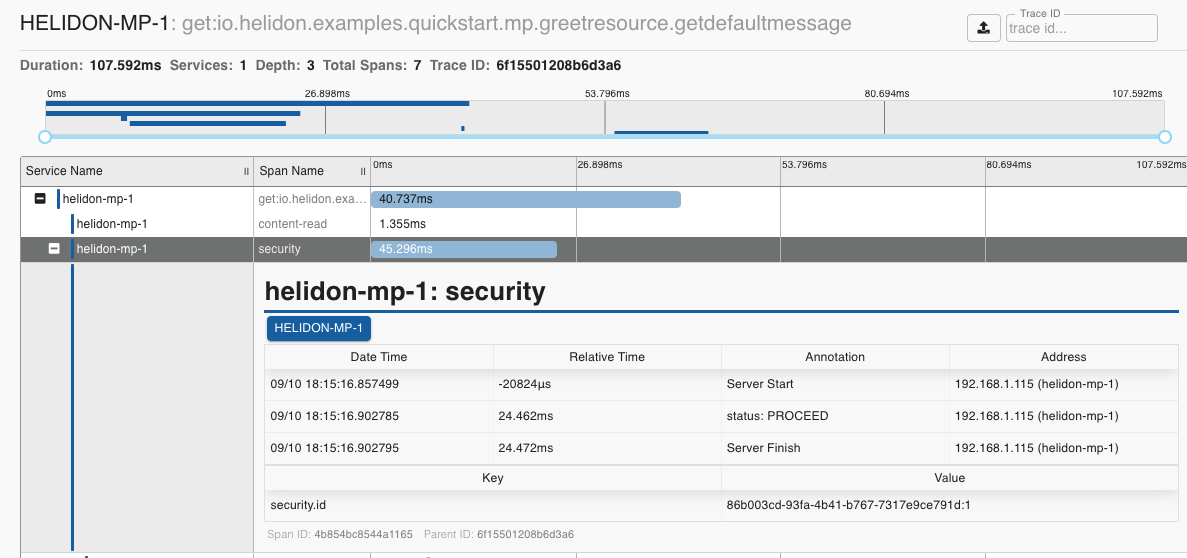 HELIDON-MP-1: get:io.helidon.examples.quickstart.mp.greetresource.getdefaultmessage
Trace ID
trace id...
Duration: 107.592ms Services: 1 Depth: 3 Total Spans: 7 Trace ID: 6f15501208b6d3a6
0ms 26.898ms 53.796ms 80.694ms 107.592ms
Service Name Span Name 0ms 26.898ms 53.796ms 80.694ms 107.592ms
helidon-mp-1 get:io.helidon.exa... 40.737ms
helidon-mp-1 content-read 1.355ms
helidon-mp-1 security 45.296ms
helidon-mp-1: security
HELIDON-MP-1
Date Time Relative Time Annotation Address
09/10 18:15:16.857499 -20824μs Server Start 192.168.1.115 (helidon-mp-1)
09/10 18:15:16.902785 24.462ms status: PROCEED 192.168.1.115 (helidon-mp-1)
09/10 18:15:16.902795 24.472ms Server Finish 192.168.1.115 (helidon-mp-1)
Key Value
security.id 86b003cd-93fa-4b41-b767-7317e9ce791d:1
Span ID: 4b854bc8544a1165 Parent ID: 6f15501208b6d3a6